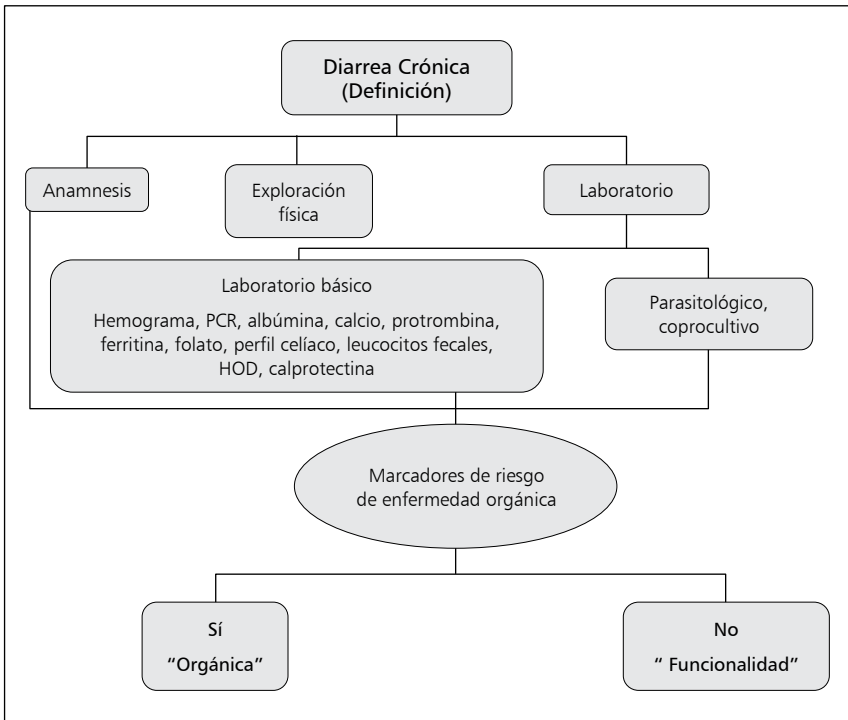 Diarrea Crónica
(Definición)
Anamnesis
Exploración
física
Laboratorio
Laboratorio básico
Hemograma, PCR, albúmina, calcio, protrombina,
ferritina, folato, perfil celíaco, leucocitos fecales,
HOD, calprotectina
Parasitológico,
coprocultivo
Marcadores de riesgo
de enfermedad orgánica
Sí
“Orgánica”
No
“ Funcionalidad”